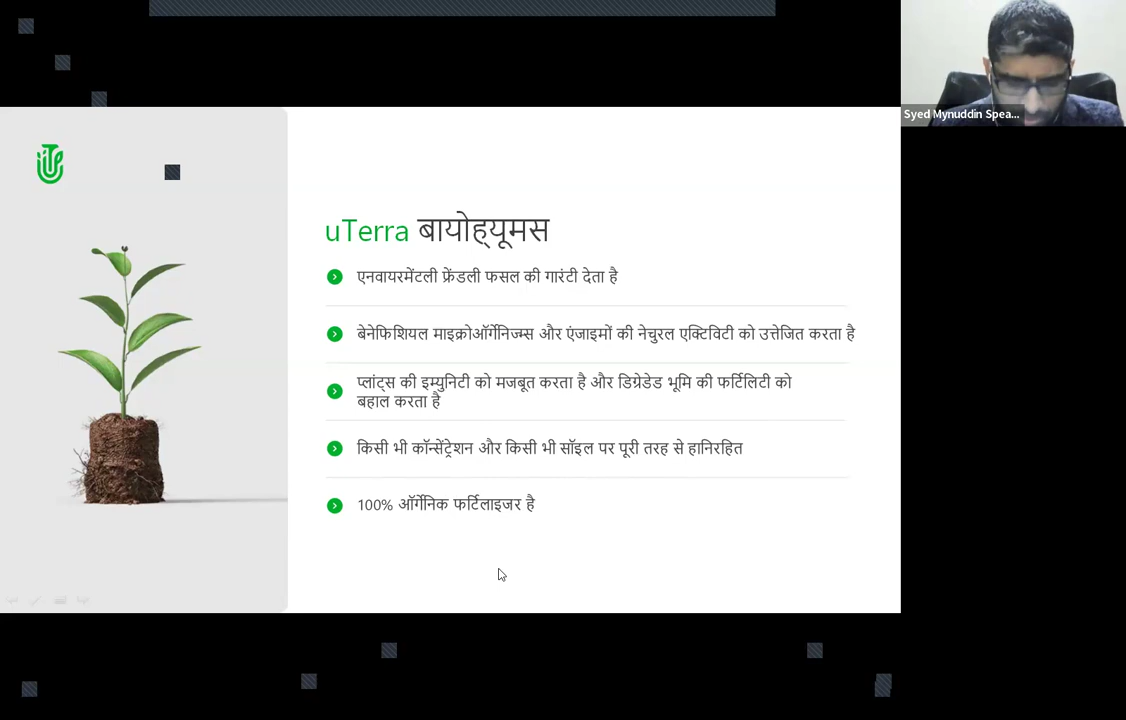 Syed Mynuddin Spea...
uTerra बायोह्यूमस
एनवायरमेंटली फ्रेंडली फसल की गारंटी देता है
बेनेफिशियल माइक्रोऑर्गेनिज्म्स और एंजाइमों की नेचुरल एक्टिविटी को उत्तेजित करता है
प्लांट्स की इम्युनिटी को मजबूत करता है और डिग्रेडेड भूमि की फर्टिलिटी को
बहाल करता है
किसी भी कॉन्सेंट्रेशन और किसी भी सॉइल पर पूरी तरह से हानिरहित
100% ऑर्गेनिक फर्टिलाइजर है